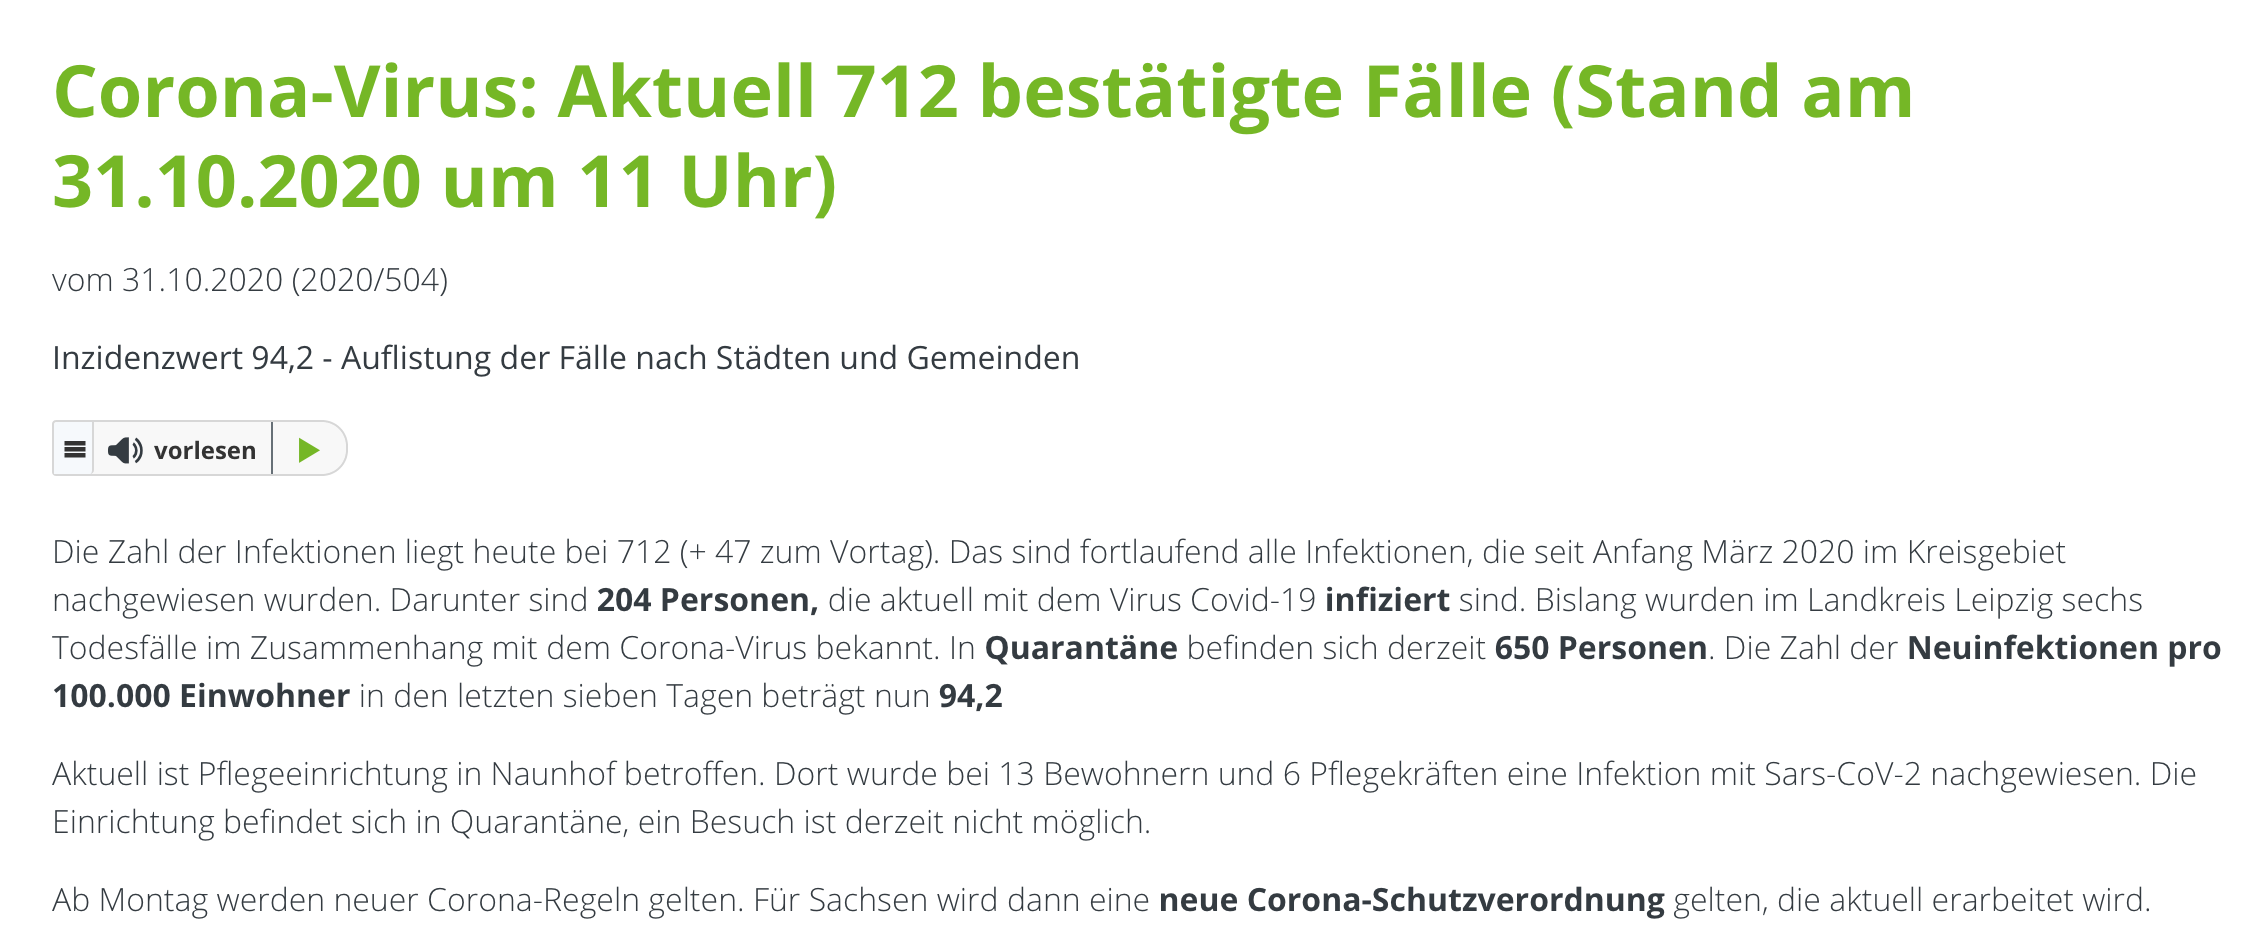 Corona-Virus: Aktuell 712 bestätigte Fälle (Stand am
31.10.2020 um 11 Uhr)
vom 31.10.2020 (2020/504)
Inzidenzwert 94,2 - Auflistung der Fälle nach Städten und Gemeinden
vorlesen
Die Zahl der Infektionen liegt heute bei 712 (+ 47 zum Vortag). Das sind fortlaufend alle Infektionen, die seit Anfang März 2020 im Kreisgebiet
nachgewiesen wurden. Darunter sind 204 Personen, die aktuell mit dem Virus Covid-19 infiziert sind. Bislang wurden im Landkreis Leipzig sechs
Todesfälle im Zusammenhang mit dem Corona-Virus bekannt. In Quarantäne befinden sich derzeit 650 Personen. Die Zahl der Neuinfektionen pro
100.000 Einwohner in den letzten sieben Tagen beträgt nun 94,2
Aktuell ist Pflegeeinrichtung in Naunhof betroffen. Dort wurde bei 13 Bewohnern und 6 Pflegekräften eine Infektion mit Sars-CoV-2 nachgewiesen. Die
Einrichtung befindet sich in Quarantäne, ein Besuch ist derzeit nicht möglich.
Ab Montag werden neuer Corona-Regeln gelten. Für Sachsen wird dann eine neue Corona-Schutzverordnung gelten, die aktuell erarbeitet wird.